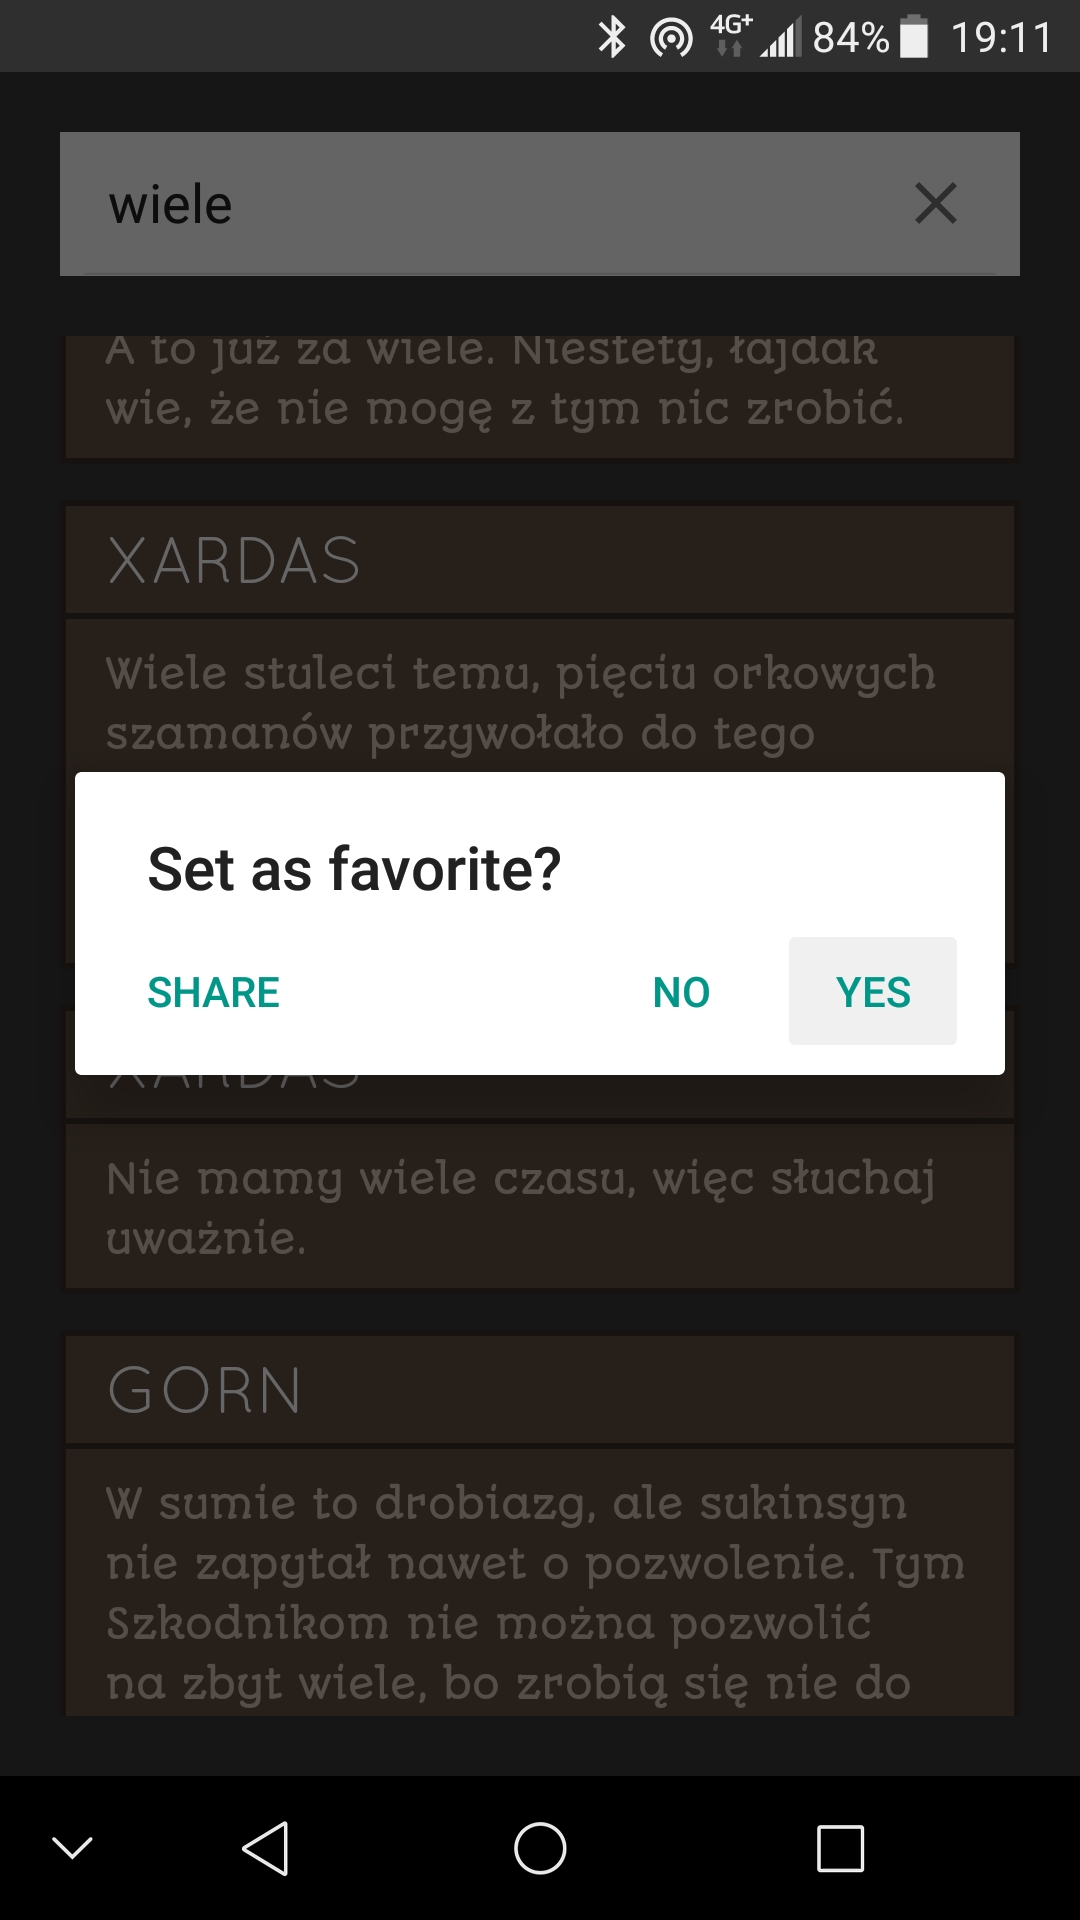 4G+ 84% 19:11
wiele
A to już za wiele. Niestety, łajdak
wie, że nie mogę z tym nic zrobić.
XARDAS
Wiele stuleci temu, pięciu orkowych
szamanów przywołało do tego
Set as favorite?
SHARE NO YES
XARDAS
Nie mamy wiele czasu, więc słuchaj
uważnie.
GORN
W sumie to drobiazg, ale sukinsyn
nie zapytał nawet o pozwolenie. Tym
Szkodnikom nie można pozwolić
na zbyt wiele, bo zrobią się nie do